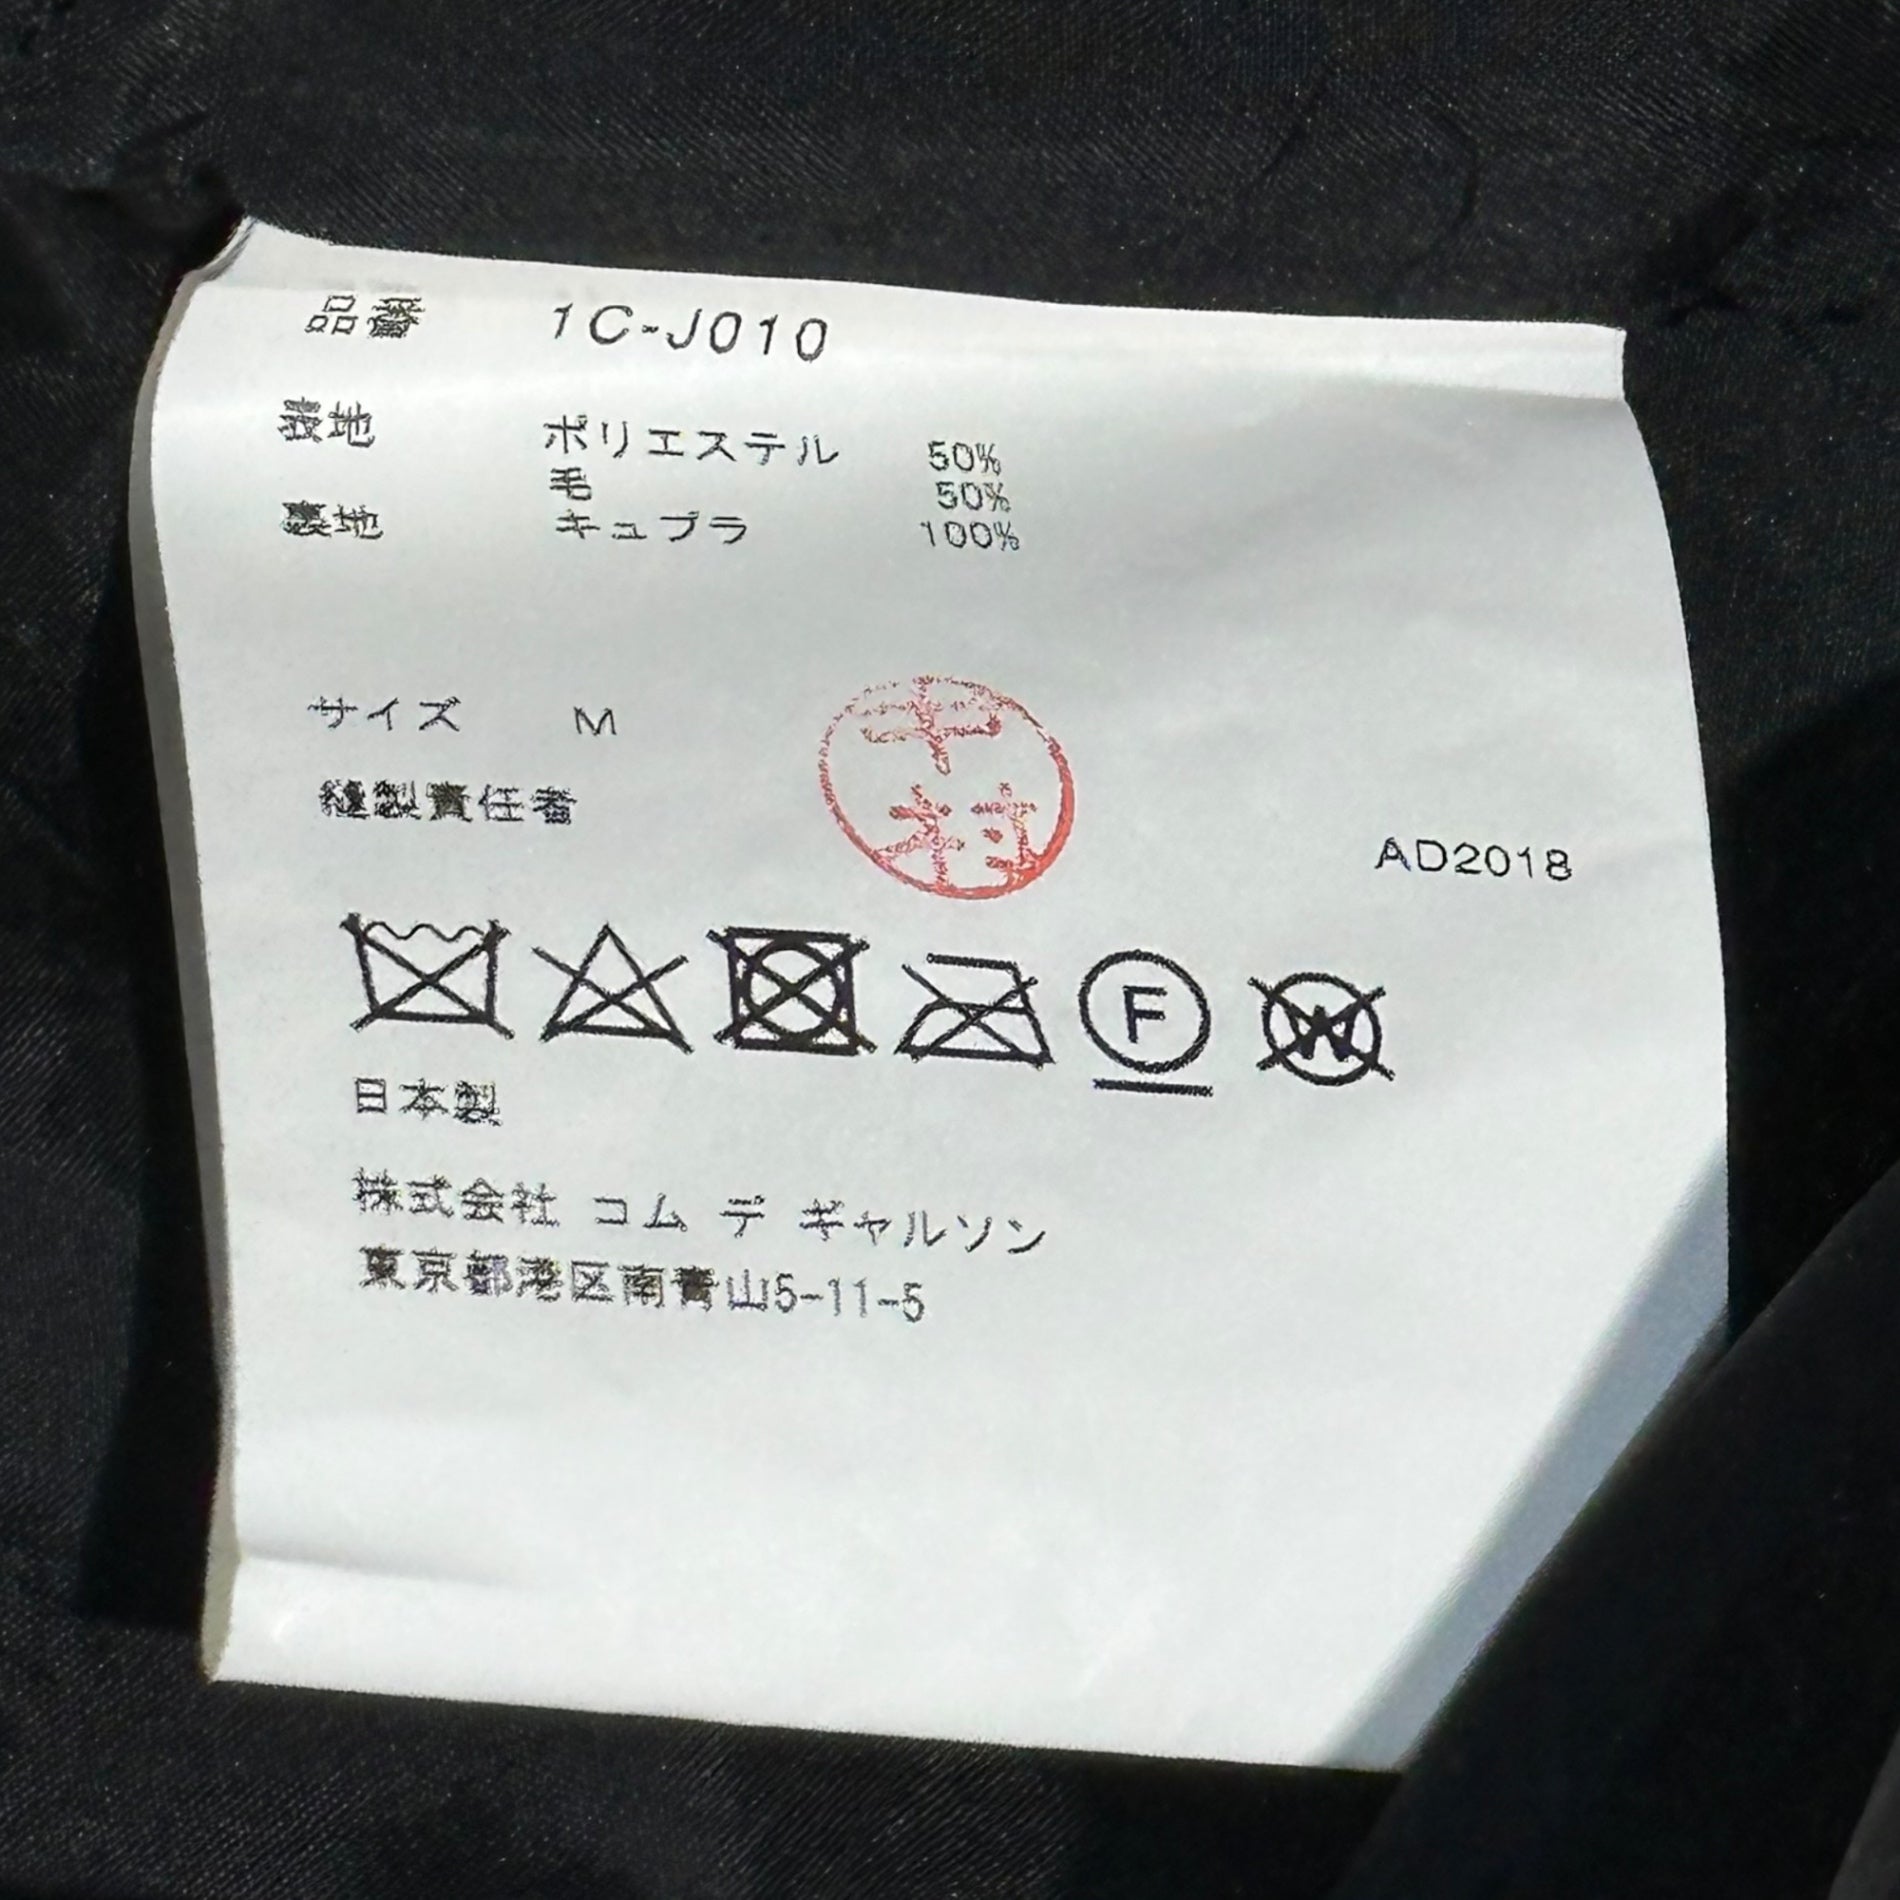 品番 1C-J010
表地 ポリエステル 50%
毛 50%
裏地 キュプラ 100%
サイズ M
中村
縫製責任者
AD2018
F W
日本製
株式会社 コム デ ギャルソン
東京都港区南青山5-11-5